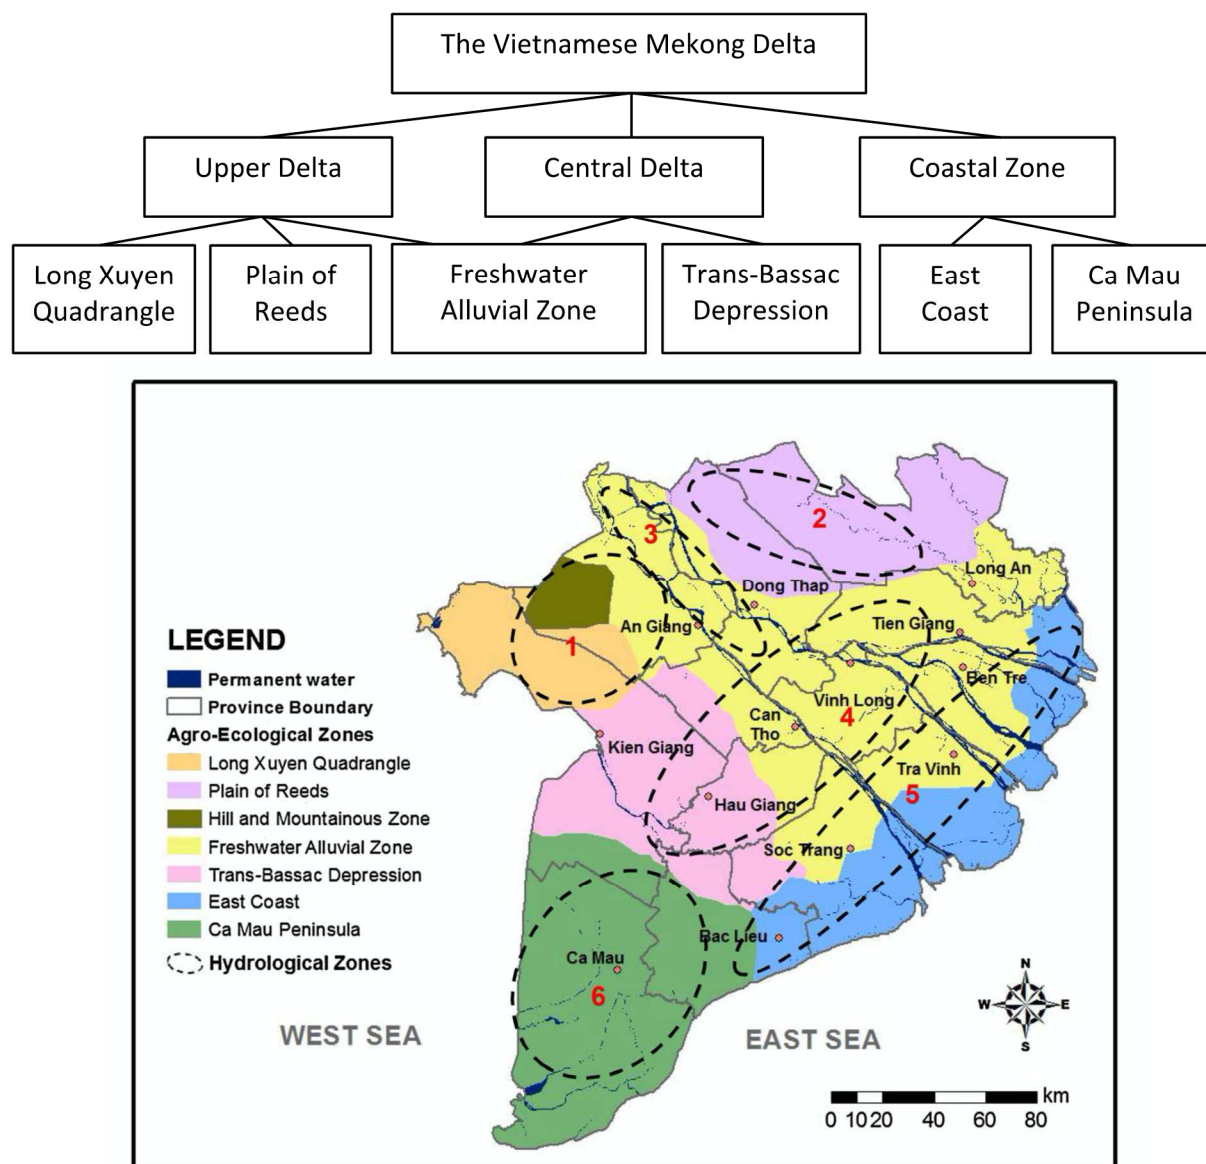 The Vietnamese Mekong Delta
Upper Delta
Central Delta
Coastal Zone
Long Xuyen
Quadrangle
Plain of
Reeds
Freshwater
Alluvial Zone
Trans-Bassac
Depression
East
Coast
Ca Mau
Peninsula
2
3
Long An
Dong Thap
An Giang
Tien Giang
1
Ben Tre
Vinh Long
4
Can
Tho
Kien Giang
Tra Vinh
5
Hau Giang
Soc Trang
Bac Lieu
Ca Mau
6
LEGEND
Permanent water
Province Boundary
Agro-Ecological Zones
Long Xuyen Quadrangle
Plain of Reeds
Hill and Mountainous Zone
Freshwater Alluvial Zone
Trans-Bassac Depression
East Coast
Ca Mau Peninsula
Hydrological Zones
WEST SEA
EAST SEA
N
W E
S
km
0 10 20 40 60 80